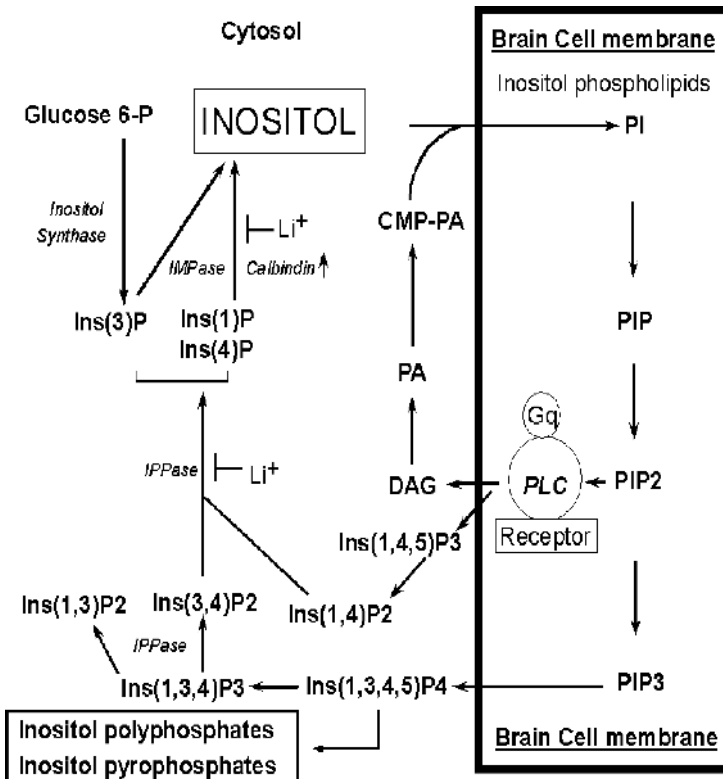 Cytosol
Brain Cell membrane
Inositol phospholipids
Glucose 6-P
INOSITOL
PI
Inositol
Synthase
CMP-PA
Li+
IMPase
Calbindin
Ins(3)P
Ins(1)P
Ins(4)P
PIP
PA
Gq
IPPase
Li+
DAG
PLC
PIP2
Receptor
Ins(1,4,5)P3
Ins(1,3)P2
Ins(3,4)P2
Ins(1,4)P2
IPPase
Ins(1,3,4)P3
Ins(1,3,4,5)P4
PIP3
Inositol polyphosphates
Inositol pyrophosphates
Brain Cell membrane